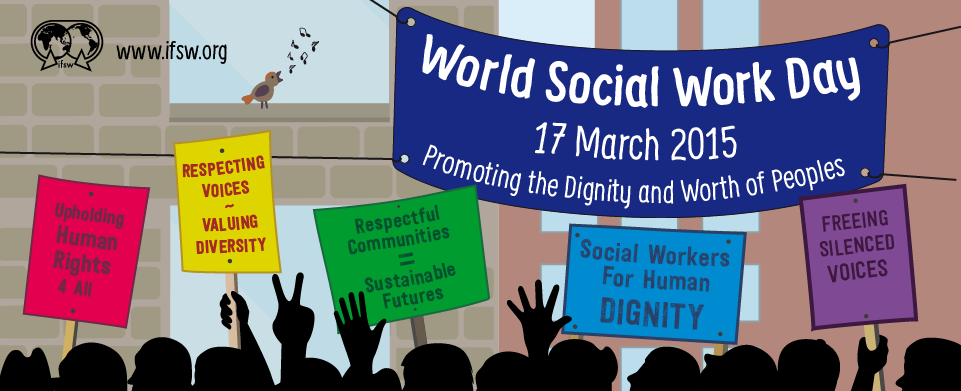 ifsw
www.ifsw.org
World Social Work Day
17 March 2015
Promoting the Dignity and Worth of Peoples
Upholding
Human
Rights
4 All
RESPECTING
VOICES
~
VALUING
DIVERSITY
Respectful
Communities
=
Sustainable
Futures
Social Workers
For Human
DIGNITY
FREEING
SILENCED
VOICES